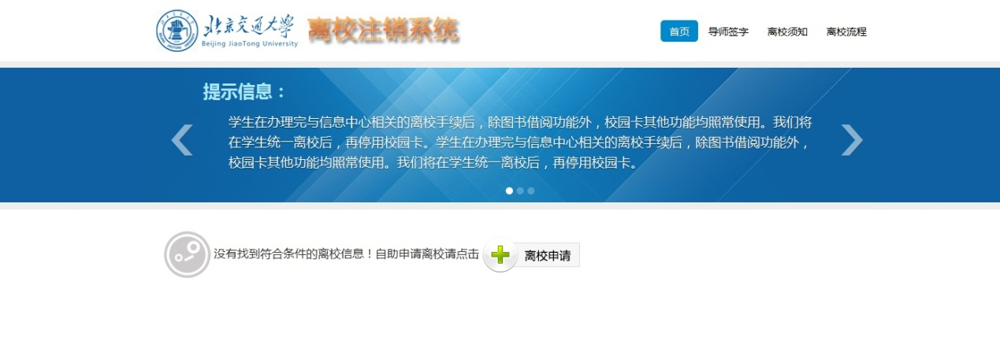 北京交通大学
Beijing JiaoTong University
离校注销系统
首页 导师签字 离校须知 离校流程
提示信息：
学生在办理完与信息中心相关的离校手续后，除图书借阅功能外，校园卡其他功能均照常使用。我们将
在学生统一离校后，再停用校园卡。学生在办理完与信息中心相关的离校手续后，除图书借阅功能外，
校园卡其他功能均照常使用。我们将在学生统一离校后，再停用校园卡。
没有找到符合条件的离校信息！自助申请离校请点击 离校申请